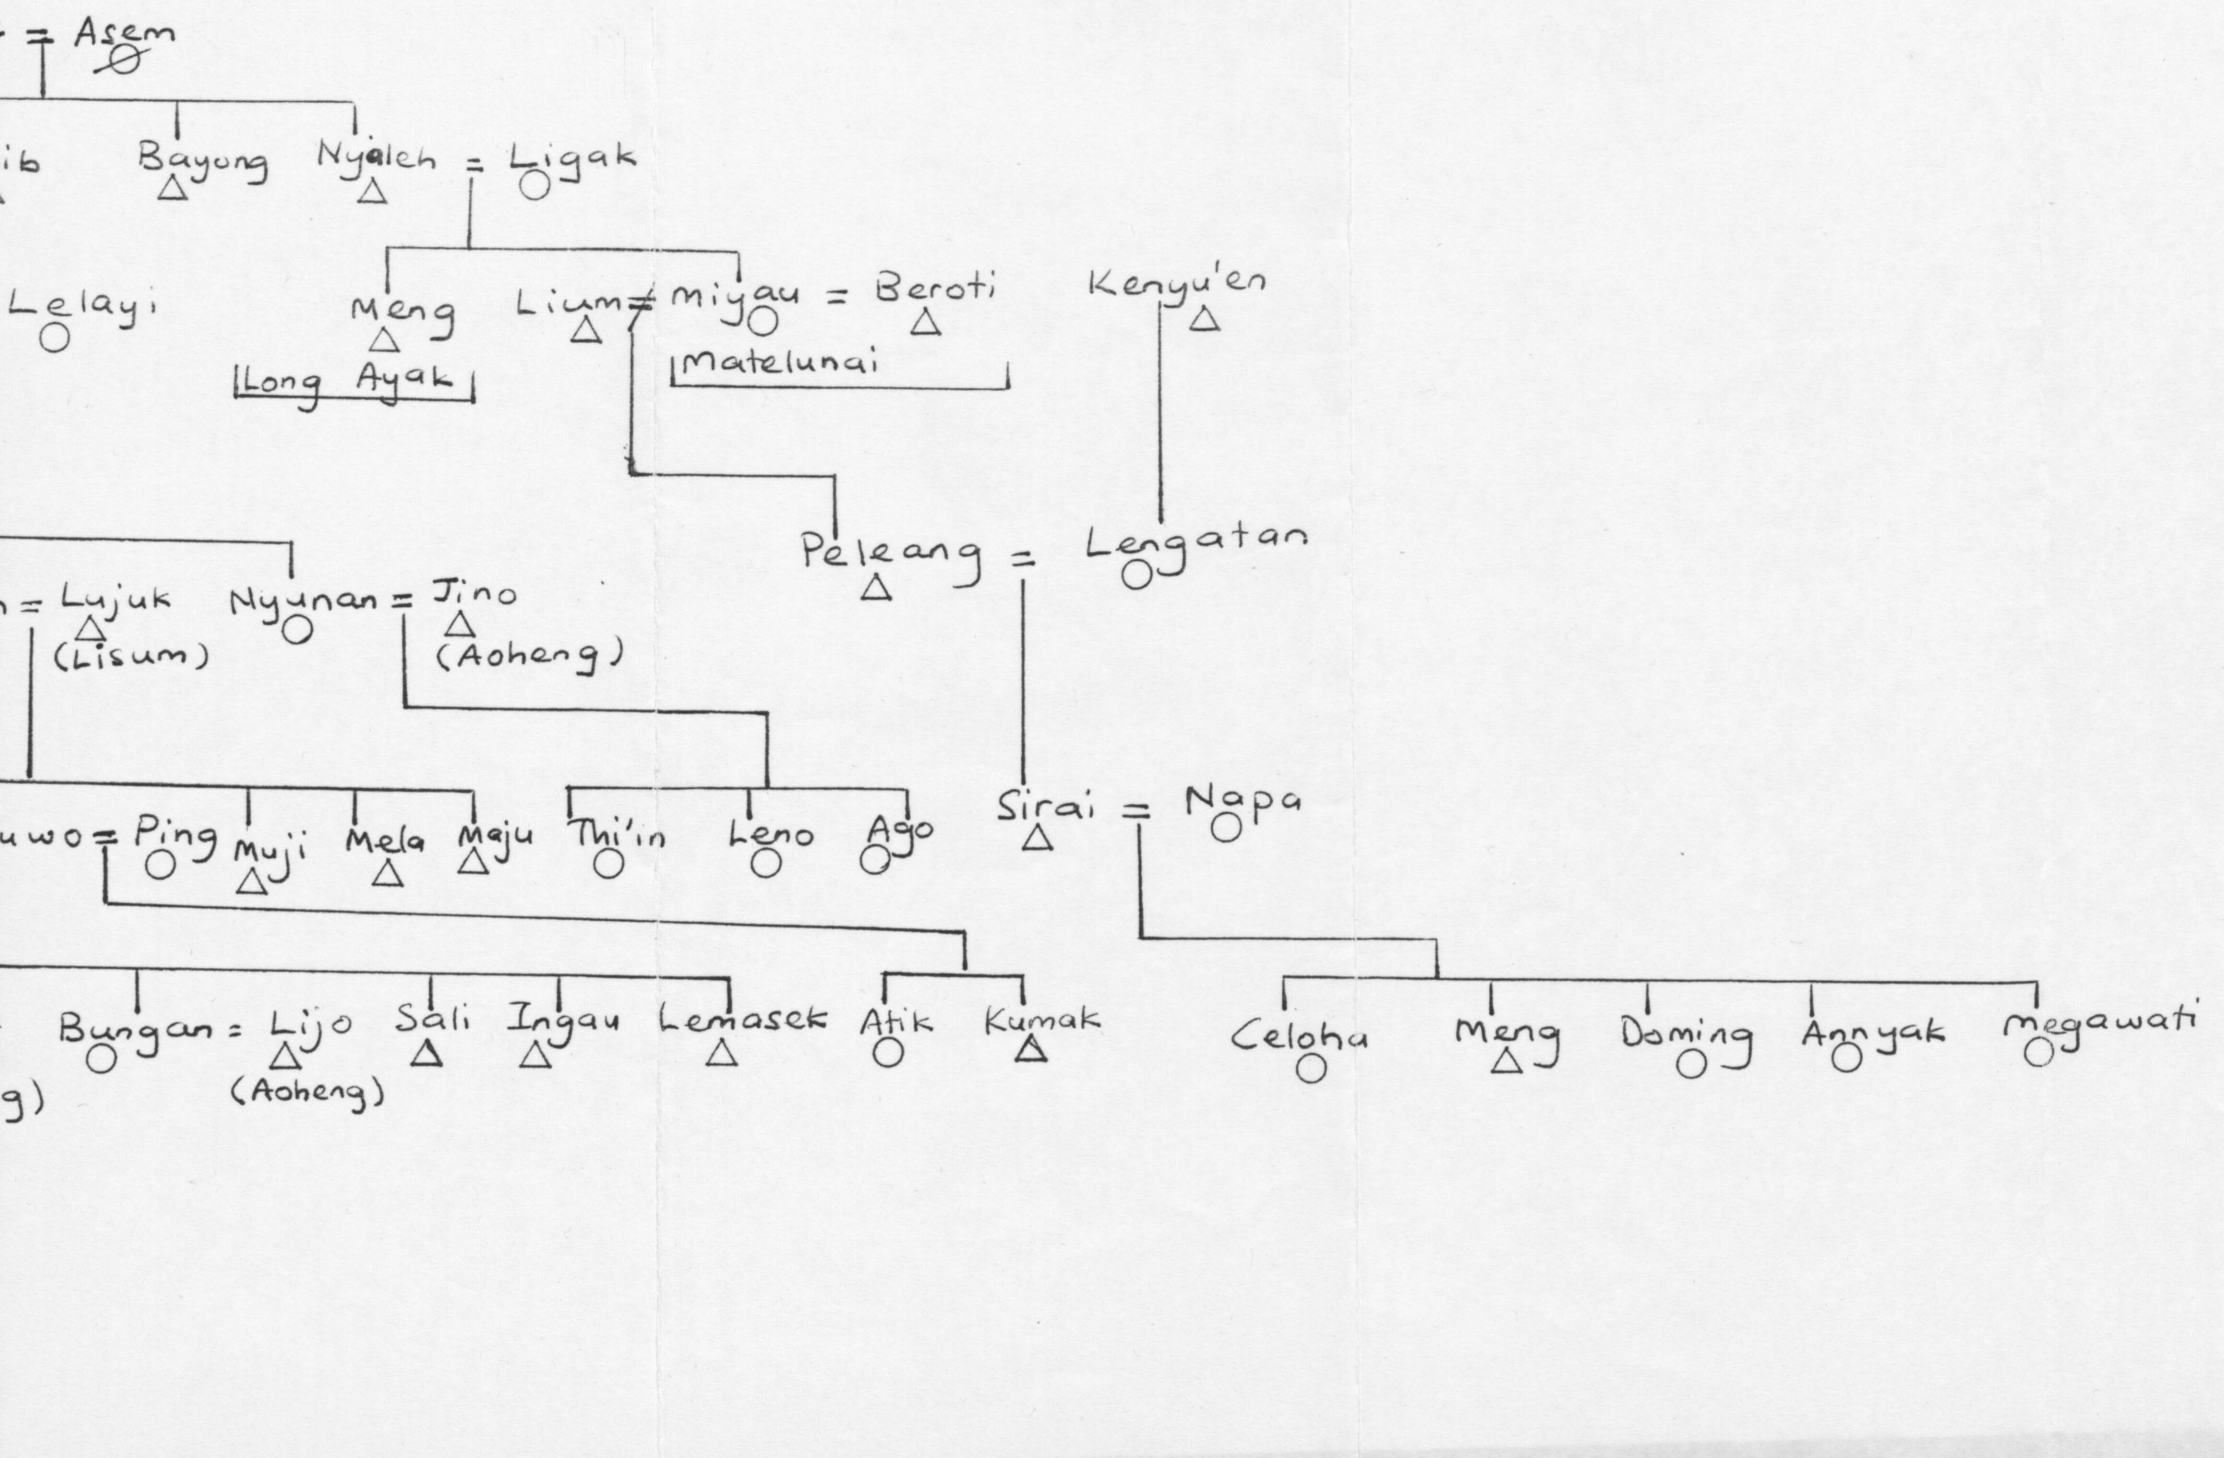 = Asem
ib Bayong Nyaleh = Ligak
Lelayi Meng Lium ≠ Miyau = Beroti Kenyu'en
Long Ayak Matelunai
Peleang = Lengatan
= Lujuk Nyunan = Jino
(Lisum) (Aoheng)
uwo = Ping Muji Mela Maju Thi'in Leno Ago Sirai = Napa
Bungan = Lijo Sali Ingau Lemasek Atik Kumak Celoha Meng Doming Annyak Megawati
g) (Aoheng)